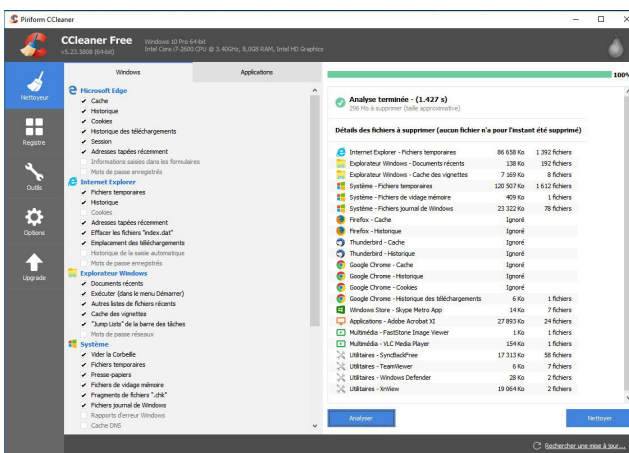 Piriform CCleaner
CCleaner Free
v5.23.5808 (64-bit)
Windows 10 Pro 64-bit
Intel Core i7-2600 CPU @ 3.40GHz, 8,0GB RAM, Intel HD Graphics
Nettoyeur
Registre
Outils
Options
Upgrade
Windows
Applications
Microsoft Edge
Cache
Historique
Cookies
Historique des téléchargements
Session
Adresses tapées récemment
Informations saisies dans les formulaires
Mots de passe enregistrés
Internet Explorer
Fichiers temporaires
Historique
Cookies
Adresses tapées récemment
Effacer les fichiers "index.dat"
Emplacement des téléchargements
Historique de la saisie automatique
Mots de passe enregistrés
Explorateur Windows
Documents récents
Exécuter (dans le menu Démarrer)
Autres listes de fichiers récents
Cache des vignettes
"Jump Lists" de la barre des tâches
Mots de passe réseaux
Système
Vider la Corbeille
Fichiers temporaires
Presse-papiers
Fichiers de vidage mémoire
Fragments de fichiers ".chk"
Fichiers journal de Windows
Rapports d'erreur Windows
Cache DNS
100%
Analyse terminée - (1.427 s)
296 Mo à supprimer (taille approximative)
Détails des fichiers à supprimer (aucun fichier n'a pour l'instant été supprimé)
Internet Explorer - Fichiers temporaires 86 658 Ko 1 392 fichiers
Explorateur Windows - Documents récents 138 Ko 192 fichiers
Explorateur Windows - Cache des vignettes 7 169 Ko 8 fichiers
Système - Fichiers temporaires 120 507 Ko 1 612 fichiers
Système - Fichiers de vidage mémoire 409 Ko 1 fichiers
Système - Fichiers journal de Windows 23 322 Ko 78 fichiers
Firefox - Cache Ignoré
Firefox - Historique Ignoré
Thunderbird - Cache Ignoré
Thunderbird - Historique Ignoré
Google Chrome - Cache Ignoré
Google Chrome - Historique Ignoré
Google Chrome - Cookies Ignoré
Google Chrome - Historique des téléchargements 6 Ko 1 fichiers
Windows Store - Skype Metro App 14 Ko 7 fichiers
Applications - Adobe Acrobat XI 27 893 Ko 24 fichiers
Multimédia - FastStone Image Viewer 1 Ko 1 fichiers
Multimédia - VLC Media Player 154 Ko 1 fichiers
Utilitaires - SyncBackFree 17 313 Ko 58 fichiers
Utilitaires - TeamViewer 6 Ko 7 fichiers
Utilitaires - Windows Defender 28 Ko 2 fichiers
Utilitaires - XnView 19 064 Ko 2 fichiers
Analyser
Nettoyer
Rechercher une mise à jour...